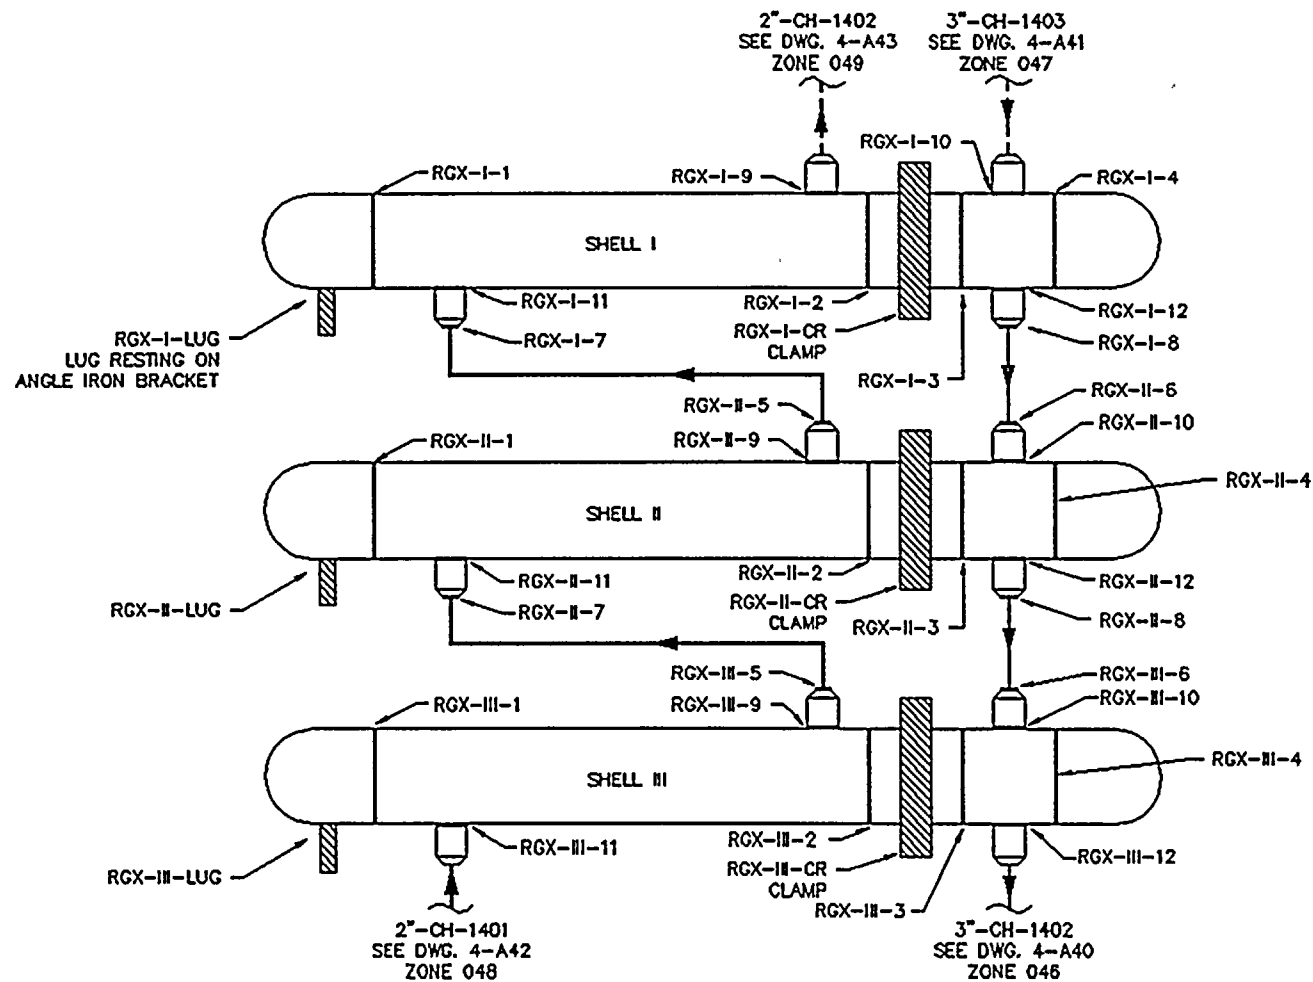 2"-CH-1402
SEE DWG. 4-A43
ZONE 049
3"-CH-1403
SEE DWG. 4-A41
ZONE 047
RGX-I-10
RGX-I-1
RGX-I-9
RGX-I-4
SHELL I
RGX-I-11
RGX-I-2
RGX-I-12
RGX-I-LUG
LUG RESTING ON
ANGLE IRON BRACKET
RGX-I-7
RGX-I-CR
CLAMP
RGX-I-8
RGX-I-3
RGX-II-5
RGX-II-6
RGX-II-1
RGX-II-9
RGX-II-10
RGX-II-4
SHELL II
RGX-II-11
RGX-II-2
RGX-II-12
RGX-II-LUG
RGX-II-7
RGX-II-CR
CLAMP
RGX-II-8
RGX-II-3
RGX-III-5
RGX-III-6
RGX-III-1
RGX-III-9
RGX-III-10
RGX-III-4
SHELL III
RGX-III-11
RGX-III-2
RGX-III-12
RGX-III-LUG
RGX-III-CR
CLAMP
RGX-III-3
2"-CH-1401
SEE DWG. 4-A42
ZONE 048
3"-CH-1402
SEE DWG. 4-A40
ZONE 046